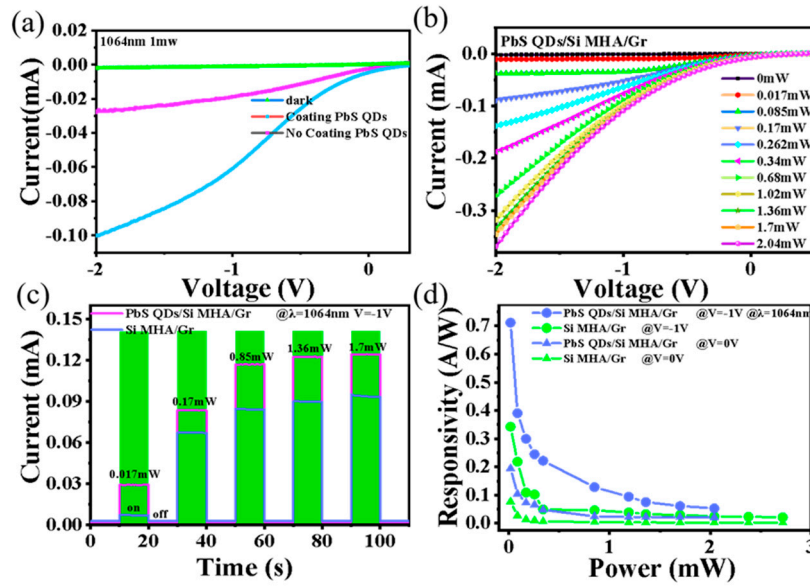 (a)
1064nm 1mw
dark
Coating PbS QDs
No Coating PbS QDs
0.02
0.00
-0.02
-0.04
-0.06
-0.08
-0.10
Current(mA)
-2
-1
0
Voltage (V)
(b)
PbS QDs/Si MHA/Gr
0mW
0.017mW
0.085mW
0.17mW
0.262mW
0.34mW
0.68mW
1.02mW
1.36mW
1.7mW
2.04mW
0.0
-0.1
-0.2
-0.3
Current (mA)
-2
-1
0
Voltage (V)
(c)
PbS QDs/Si MHA/Gr @λ=1064nm V=-1V
Si MHA/Gr
0.017mW
0.17mW
0.85mW
1.36mW
1.7mW
on
off
0.15
0.12
0.09
0.06
0.03
0.00
Current (mA)
0
20
40
60
80
100
Time (s)
(d)
PbS QDs/Si MHA/Gr @V=-1V @λ=1064nm
Si MHA/Gr @V=-1V
PbS QDs/Si MHA/Gr @V=0V
Si MHA/Gr @V=0V
0.7
0.6
0.5
0.4
0.3
0.2
0.1
0.0
Responsivity (A/W)
0
1
2
3
Power (mW)